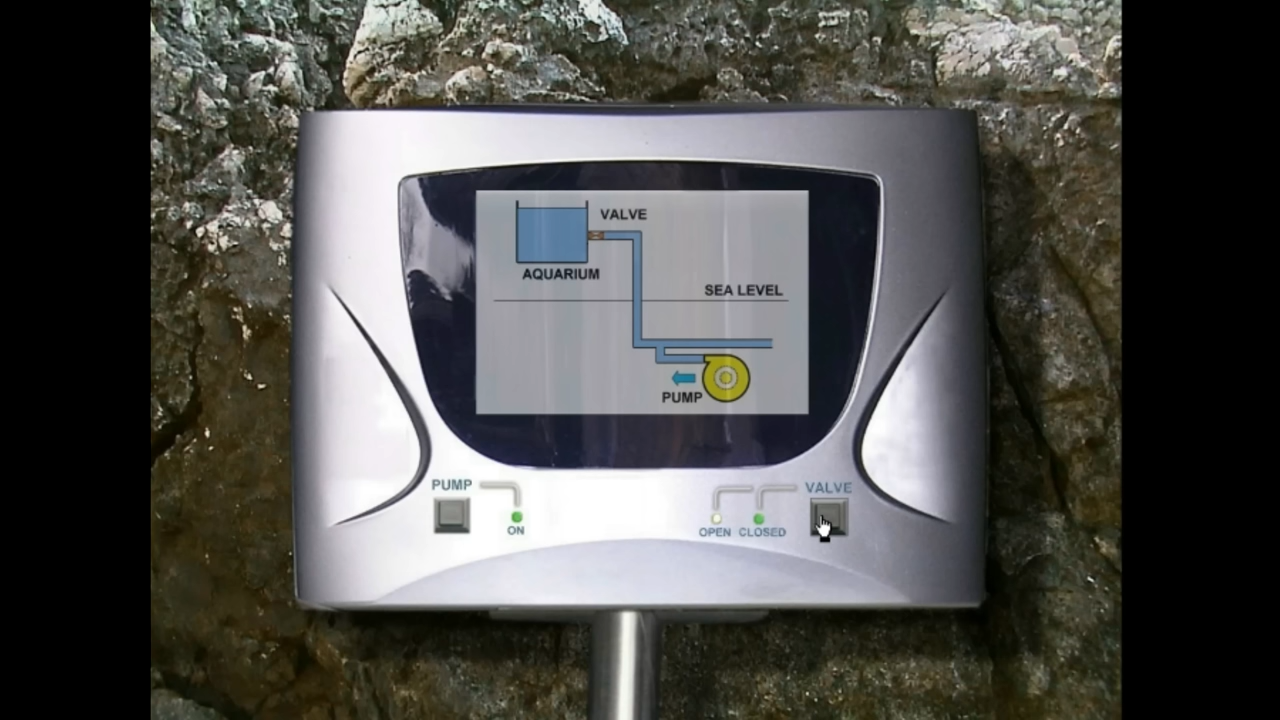 VALVE
AQUARIUM
SEA LEVEL
PUMP
PUMP
ON
OPEN
CLOSED
VALVE